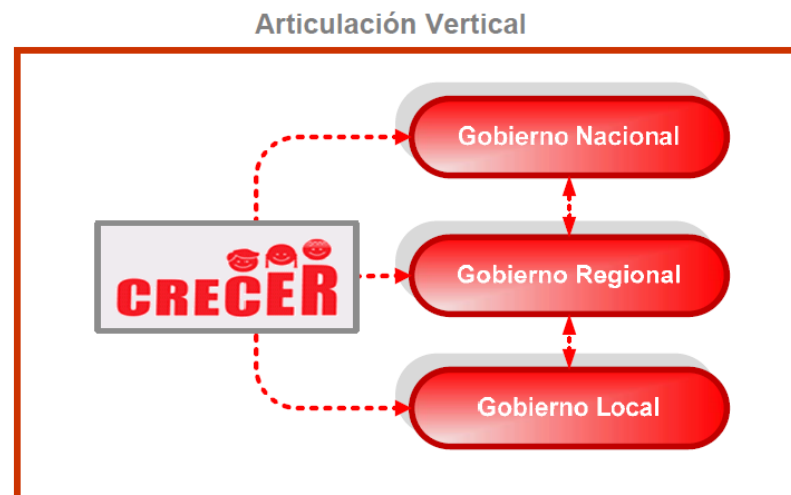 Articulación Vertical
Gobierno Nacional
CRECER
Gobierno Regional
Gobierno Local